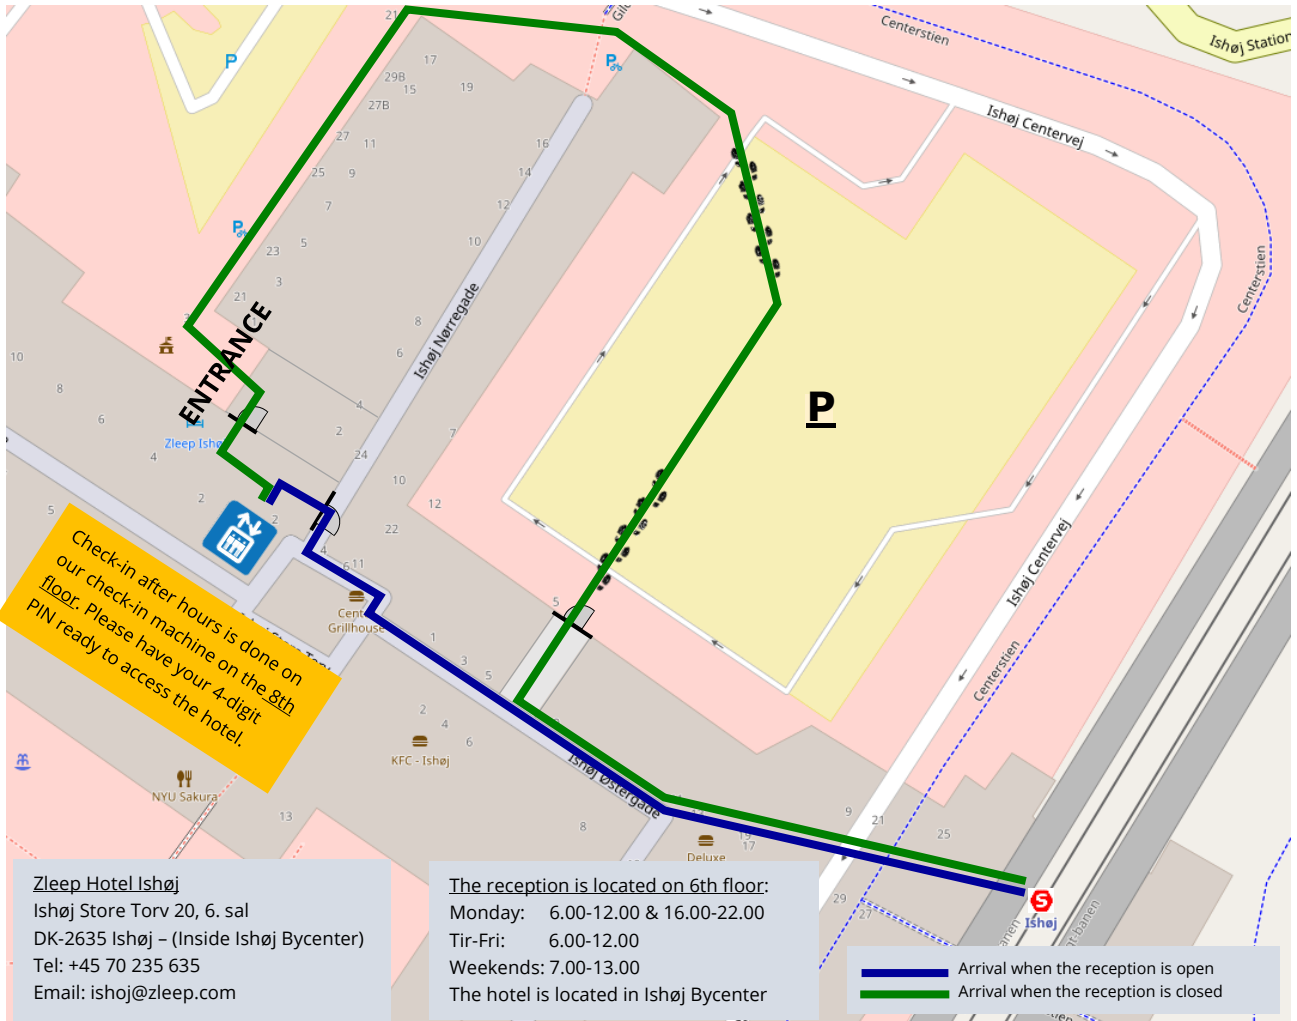 Centerstien
Ishøj Station
Ishøj Centervej
Centerstien
Ishøj Nørregade
ENTRANCE
P
Zleep Ishø
Ishøj Centervej
Centerstien
Check-in after hours is done on
our check-in machine on the 8th
floor. Please have your 4-digit
PIN ready to access the hotel.
Grillhouse
KFC - Ishøj
NYU Sakura
Ishøj Østergade
Deluxe
S
Ishøj
Zleep Hotel Ishøj
Ishøj Store Torv 20, 6. sal
DK-2635 Ishøj – (Inside Ishøj Bycenter)
Tel: +45 70 235 635
Email: ishoj@zleep.com
The reception is located on 6th floor:
Monday: 6.00-12.00 & 16.00-22.00
Tir-Fri: 6.00-12.00
Weekends: 7.00-13.00
The hotel is located in Ishøj Bycenter
Arrival when the reception is open
Arrival when the reception is closed